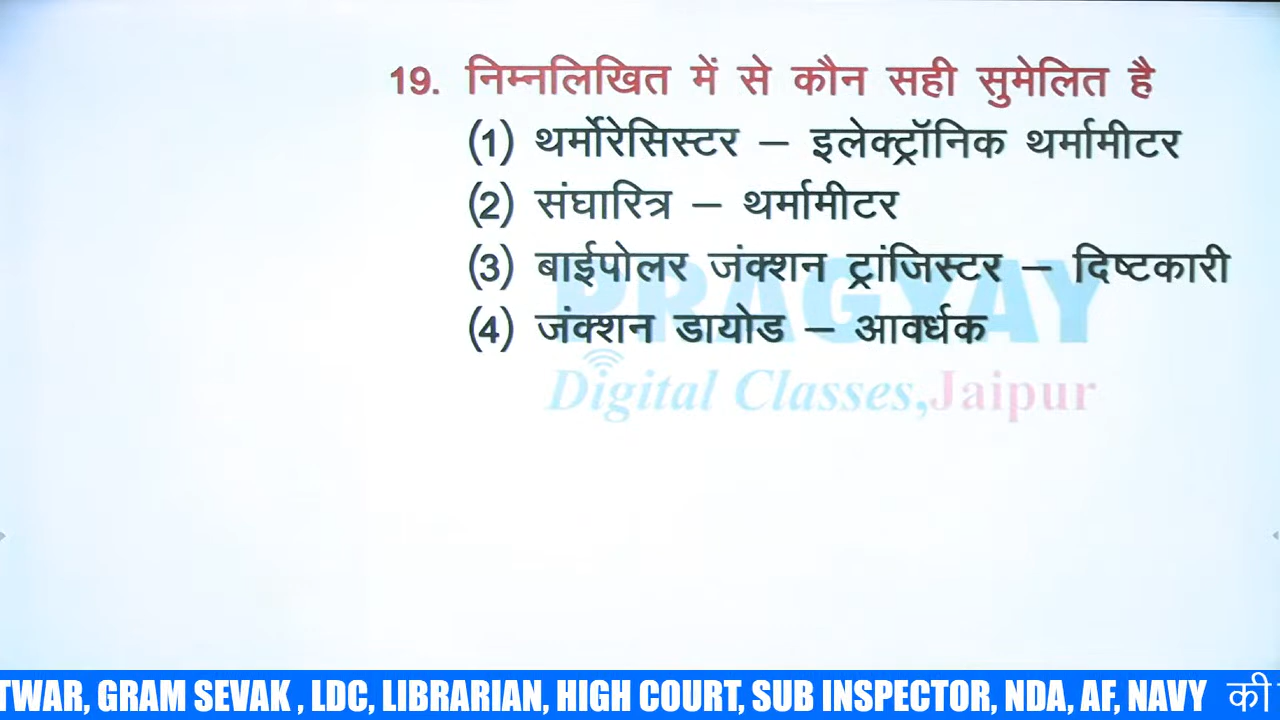 19. निम्नलिखित में से कौन सही सुमेलित है
(1) थर्मोरेसिस्टर – इलेक्ट्रॉनिक थर्मामीटर
(2) संघारित्र – थर्मामीटर
(3) बाईपोलर जंक्शन ट्रांजिस्टर – दिष्टकारी
(4) जंक्शन डायोड – आवर्धक
PRAGYAY
Digital Classes,Jaipur
TWAR, GRAM SEVAK , LDC, LIBRARIAN, HIGH COURT, SUB INSPECTOR, NDA, AF, NAVY की